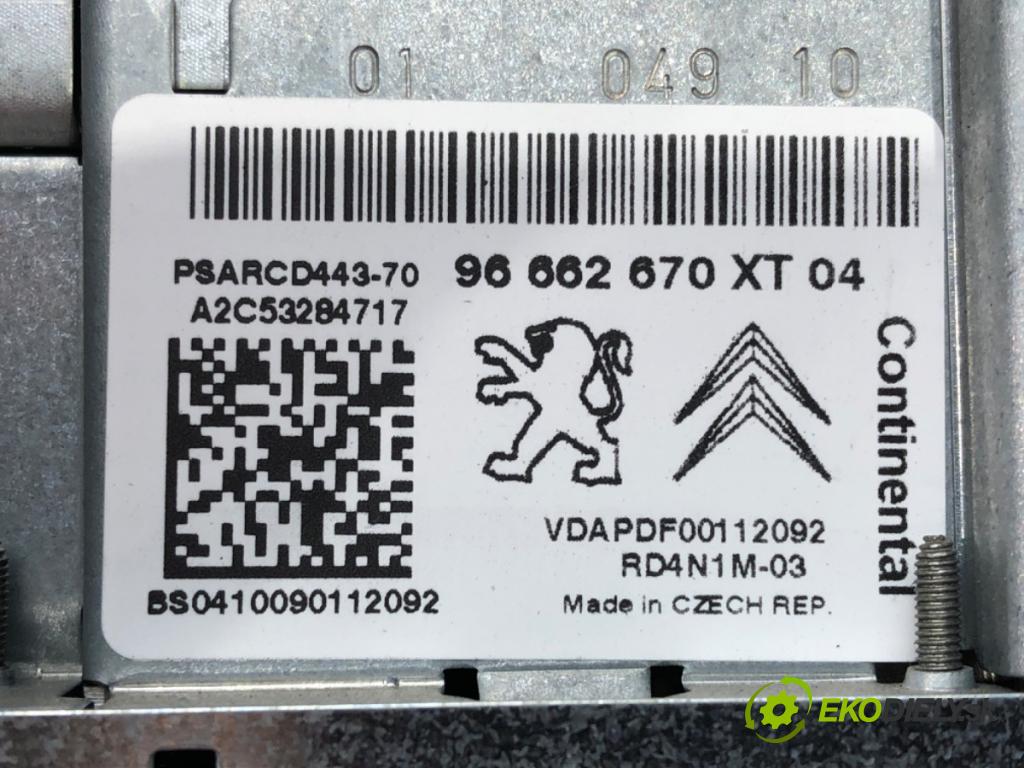 01 049 10
PSARCD443-70
96 662 670 XT 04
A2C53284717
Continental
VDAPDF00112092
RD4N1M-03
BS0410090112092
Made in CZECH REP.
EKODIELY.SK